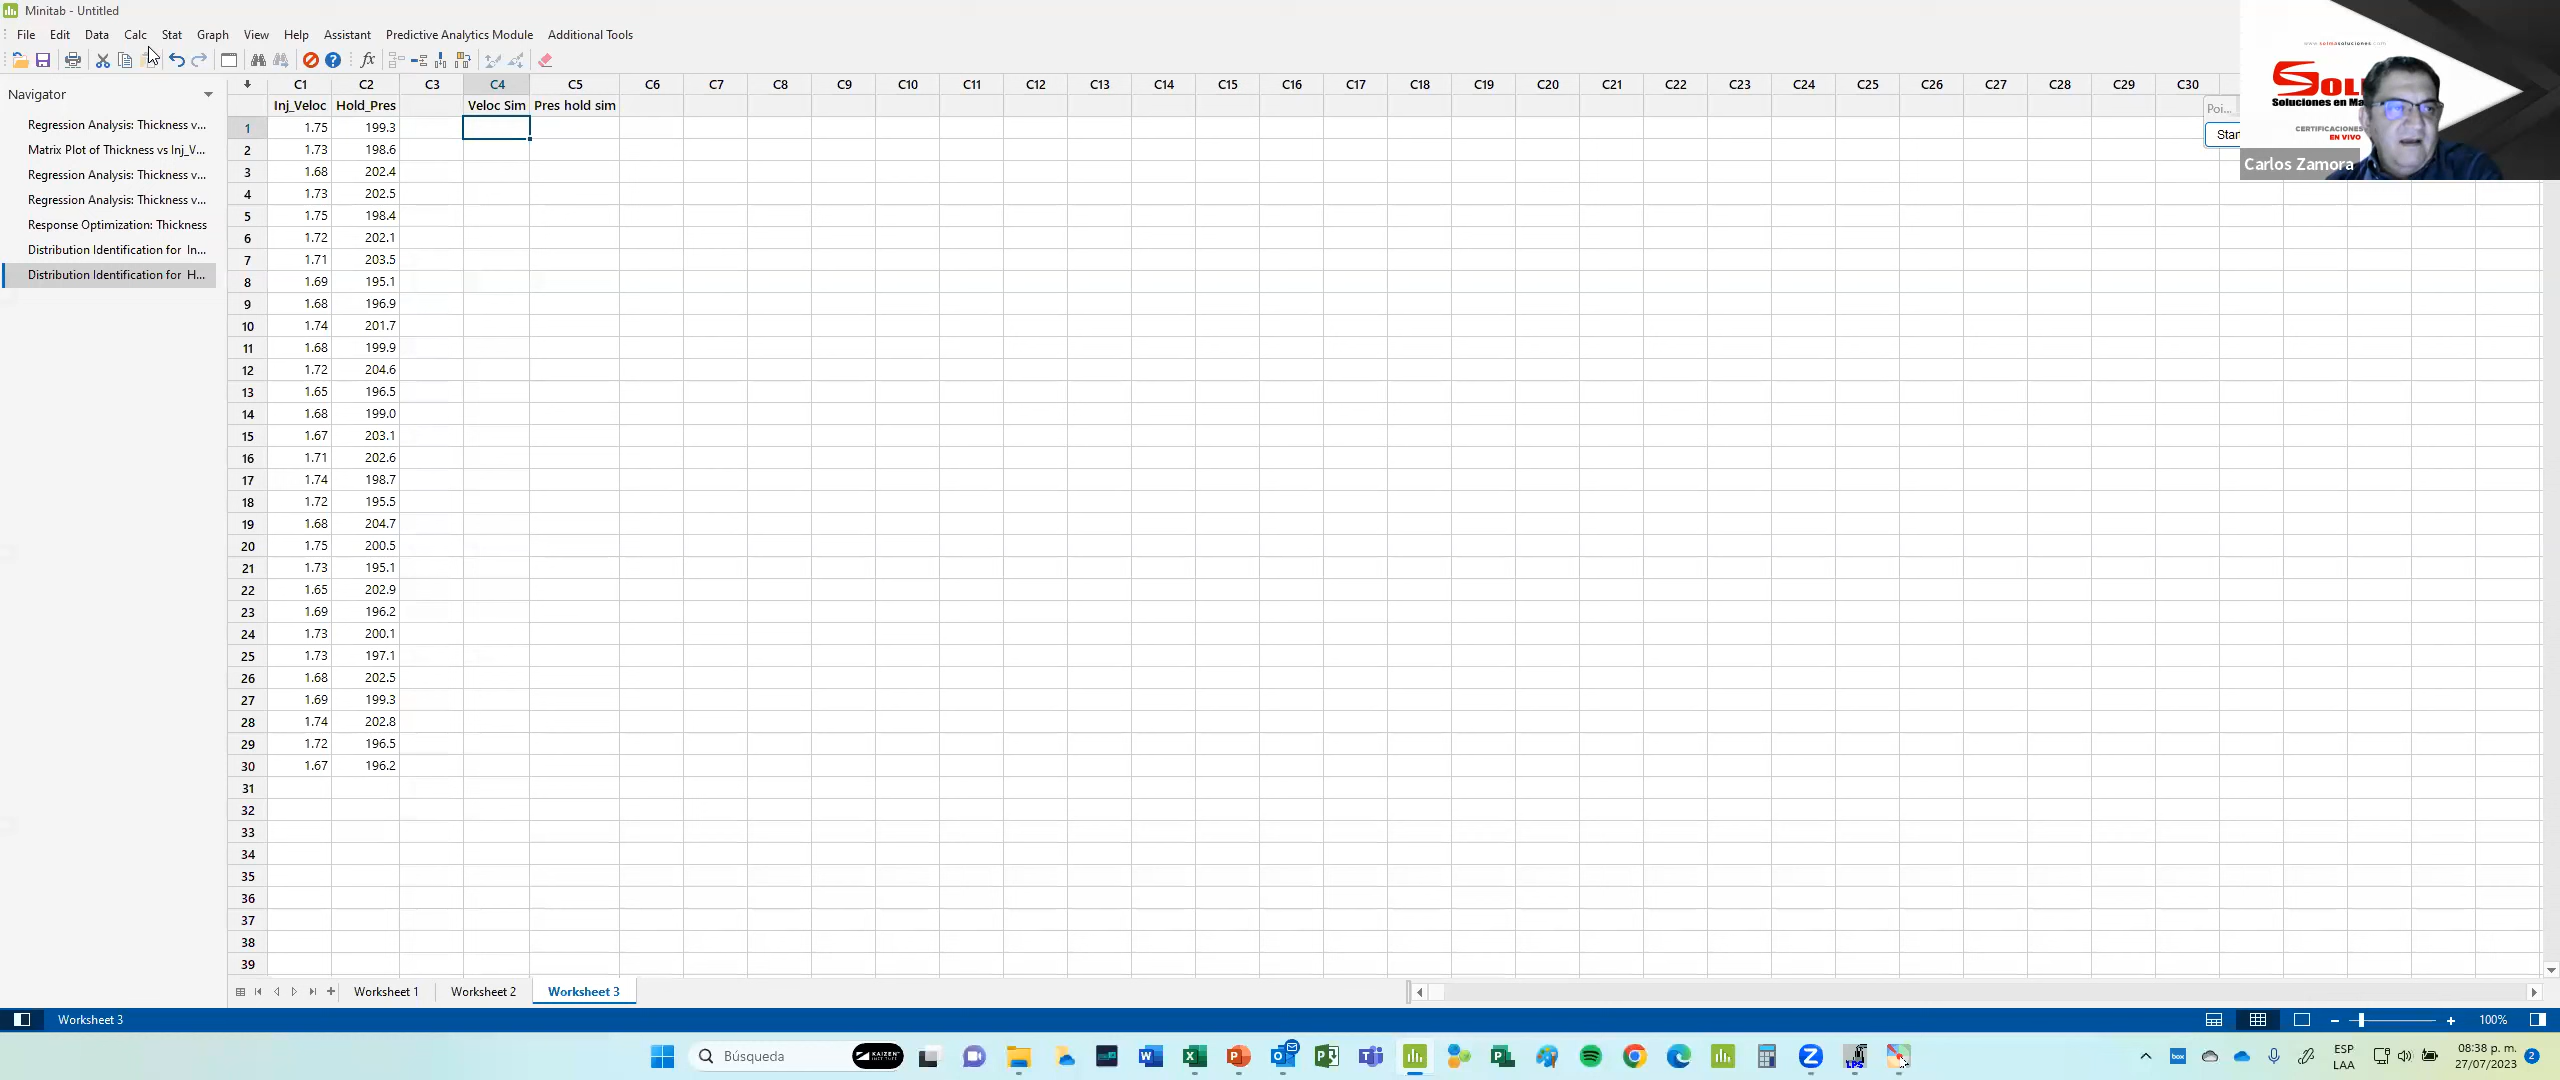 Minitab - Untitled
File Edit Data Calc Stat Graph View Help Assistant Predictive Analytics Module Additional Tools
Navigator
Regression Analysis: Thickness v...
Matrix Plot of Thickness vs Inj_V...
Regression Analysis: Thickness v...
Regression Analysis: Thickness v...
Response Optimization: Thickness
Distribution Identification for In...
Distribution Identification for H...
C1 C2 C3 C4 C5 C6 C7 C8 C9 C10 C11 C12 C13 C14 C15 C16 C17 C18 C19 C20 C21 C22 C23 C24 C25 C26 C27 C28 C29 C30
Inj_Veloc Hold_Pres Veloc Sim Pres hold sim
1 1.75 199.3
2 1.73 198.6
3 1.68 202.4
4 1.73 202.5
5 1.75 198.4
6 1.72 202.1
7 1.71 203.5
8 1.69 195.1
9 1.68 196.9
10 1.74 201.7
11 1.68 199.9
12 1.72 204.6
13 1.65 196.5
14 1.68 199.0
15 1.67 203.1
16 1.71 202.6
17 1.74 198.7
18 1.72 195.5
19 1.68 204.7
20 1.75 200.5
21 1.73 195.1
22 1.65 202.9
23 1.69 196.2
24 1.73 200.1
25 1.73 197.1
26 1.68 202.5
27 1.69 199.3
28 1.74 202.8
29 1.72 196.5
30 1.67 196.2
31
32
33
34
35
36
37
38
39
Worksheet 1 Worksheet 2 Worksheet 3
Worksheet 3
100%
www.solmasoluciones.com
Soluciones en Ma
CERTIFICACIONES
EN VIVO
Poi...
Star
Carlos Zamora
Búsqueda
KAIZEN
LPS
box
ESP
LAA
08:38 p. m.
27/07/2023
2